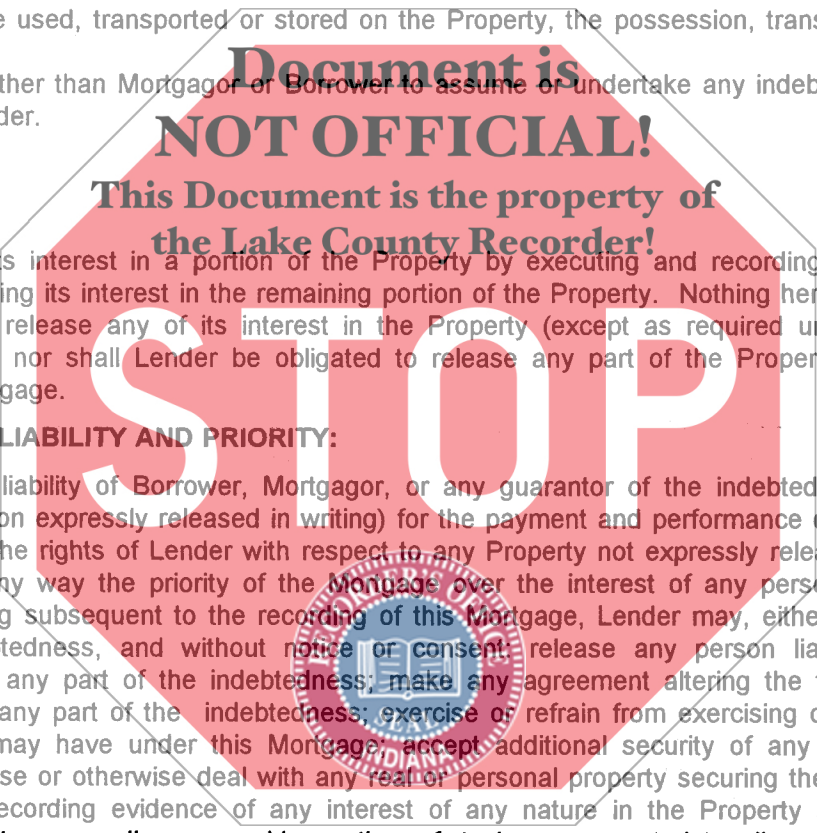 e used, transported or stored on the Property, the possession, trans
Document is
ther than Mortgagor or Borrower to assume or undertake any indeb
der.
NOT OFFICIAL!
This Document is the property of
the Lake County Recorder!
ts interest in a portion of the Property by executing and recording
ing its interest in the remaining portion of the Property. Nothing her
release any of its interest in the Property (except as required u
nor shall Lender be obligated to release any part of the Proper
gage.
STOP
LIABILITY AND PRIORITY:
liability of Borrower, Mortgagor, or any guarantor of the indebted
on expressly released in writing) for the payment and performance
he rights of Lender with respect to any Property not expressly relea
ny way the priority of the Mortgage over the interest of any pers
g subsequent to the recording of this Mortgage, Lender may, eithe
tedness, and without notice or consent: release any person lia
any part of the indebtedness; make any agreement altering the
any part of the indebtedness; exercise or refrain from exercising
may have under this Mortgage; accept additional security of any
se or otherwise deal with any real or personal property securing the
ecording evidence of any interest of any nature in the Property
RECORDER'S OFFICE
SEAL
INDIANA